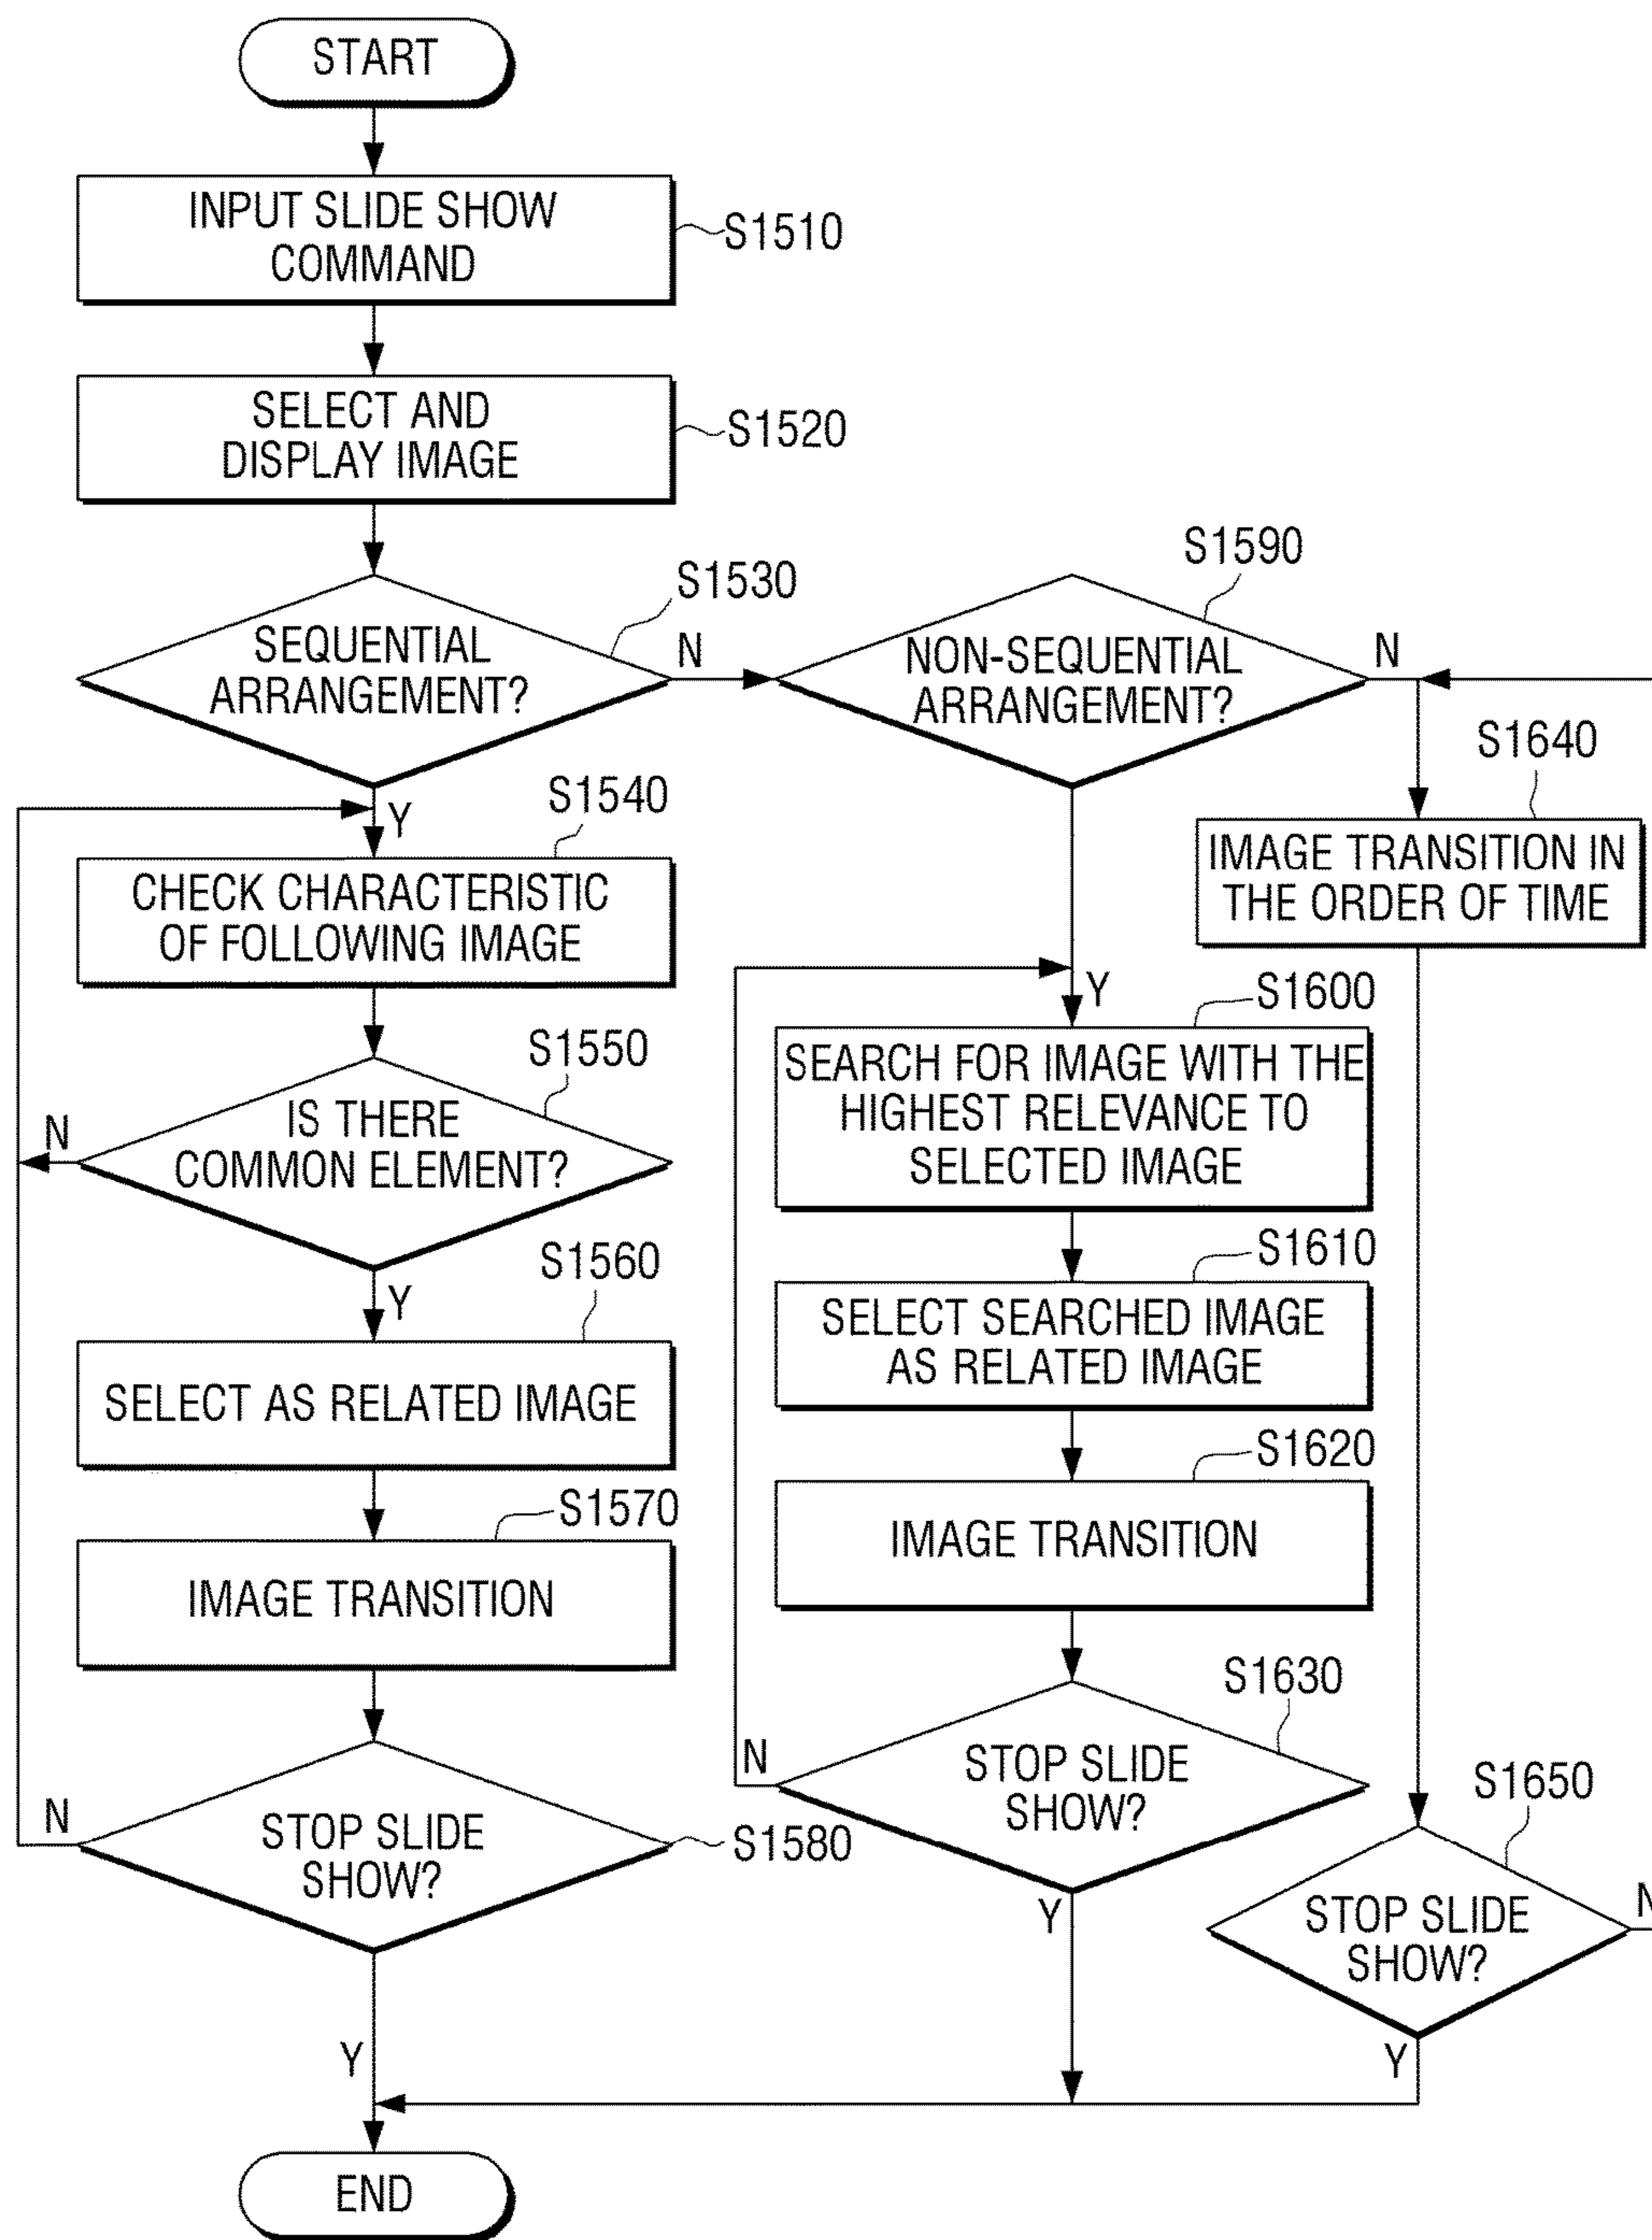 START
INPUT SLIDE SHOW
COMMAND
S1510
SELECT AND
DISPLAY IMAGE
S1520
SEQUENTIAL
ARRANGEMENT?
S1530
N
Y
CHECK CHARACTERISTIC
OF FOLLOWING IMAGE
S1540
IS THERE
COMMON ELEMENT?
S1550
N
Y
SELECT AS RELATED IMAGE
S1560
IMAGE TRANSITION
S1570
STOP SLIDE
SHOW?
S1580
N
Y
NON-SEQUENTIAL
ARRANGEMENT?
S1590
N
Y
SEARCH FOR IMAGE WITH THE
HIGHEST RELEVANCE TO
SELECTED IMAGE
S1600
SELECT SEARCHED IMAGE
AS RELATED IMAGE
S1610
IMAGE TRANSITION
S1620
STOP SLIDE
SHOW?
S1630
N
Y
IMAGE TRANSITION IN
THE ORDER OF TIME
S1640
STOP SLIDE
SHOW?
S1650
N
Y
END